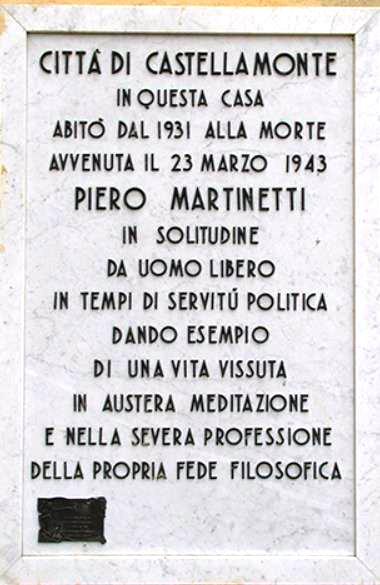 CITTÀ DI CASTELLAMONTE
IN QUESTA CASA
ABITÒ DAL 1931 ALLA MORTE
AVVENUTA IL 23 MARZO 1943
PIERO MARTINETTI
IN SOLITUDINE
DA UOMO LIBERO
IN TEMPI DI SERVITÚ POLITICA
DANDO ESEMPIO
DI UNA VITA VISSUTA
IN AUSTERA MEDITAZIONE
E NELLA SEVERA PROFESSIONE
DELLA PROPRIA FEDE FILOSOFICA